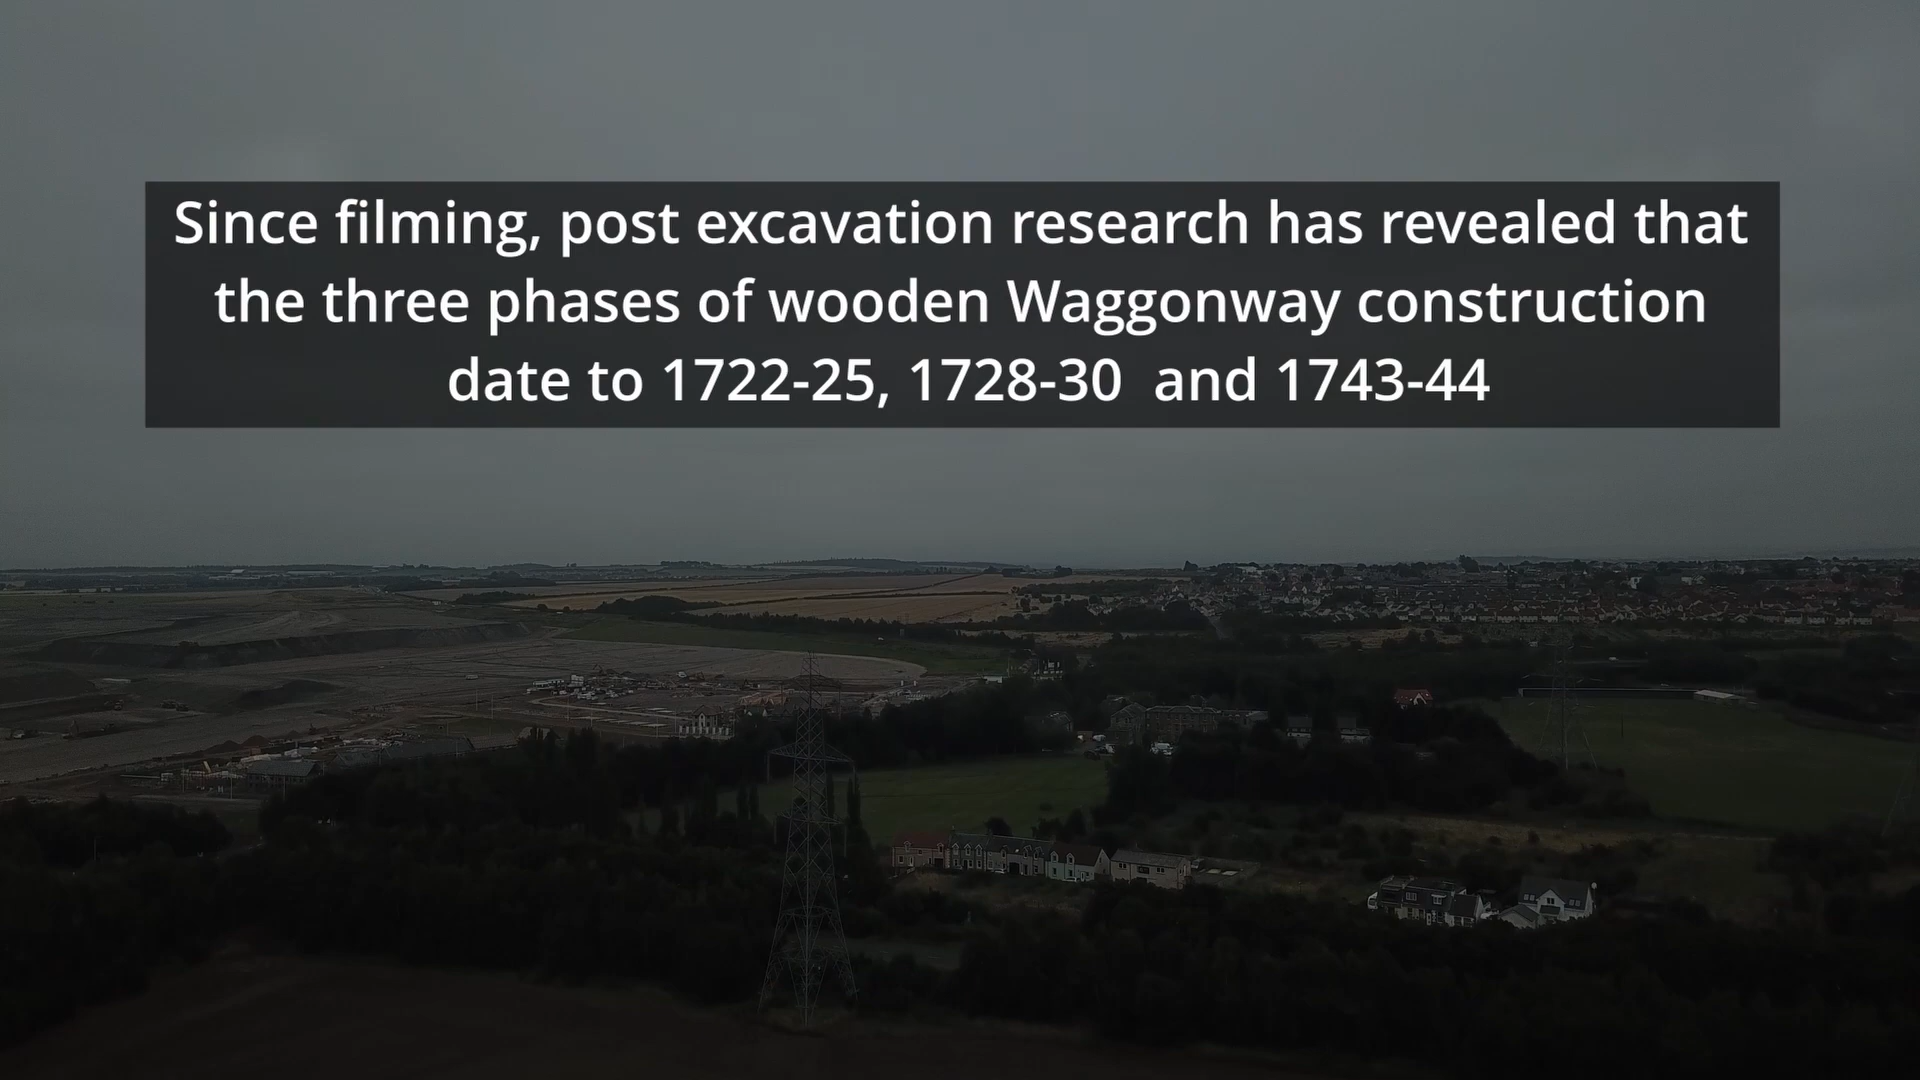 Since filming, post excavation research has revealed that
the three phases of wooden Waggonway construction
date to 1722-25, 1728-30  and 1743-44